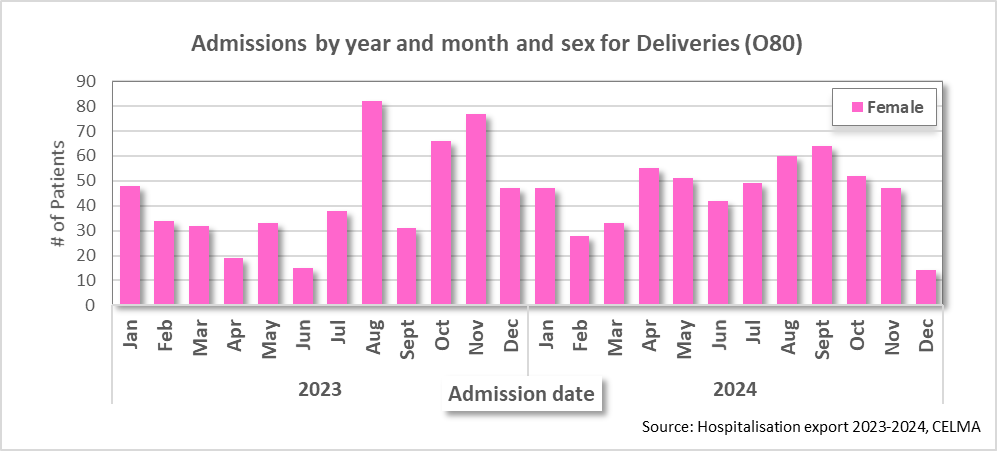 Admissions by year and month and sex for Deliveries (O80)
# of Patients
90
80
70
60
50
40
30
20
10
0
Female
Jan Feb Mar Apr May Jun Jul Aug Sept Oct Nov Dec Jan Feb Mar Apr May Jun Jul Aug Sept Oct Nov Dec
2023 2024
Admission date
Source: Hospitalisation export 2023-2024, CELMA